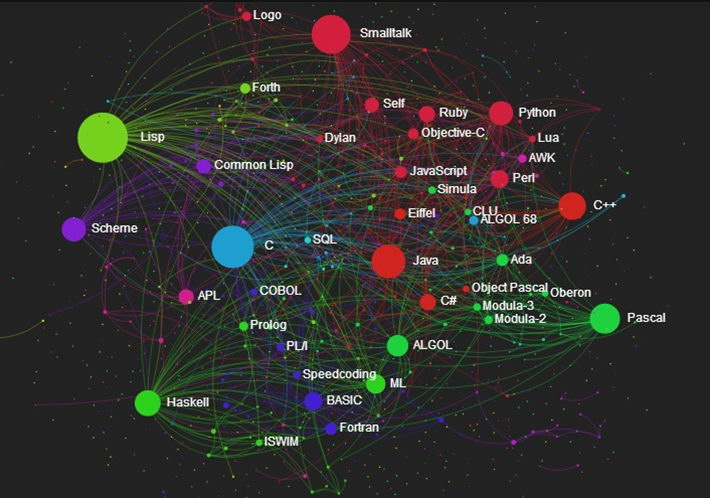 Logo
Smalltalk
Forth
Self
Ruby
Python
Lisp
Dylan
Objective-C
Lua
AWK
Common Lisp
JavaScript
Perl
Simula
Scheme
Eiffel
CLU
C++
ALGOL 68
C
SQL
Java
Ada
APL
COBOL
Object Pascal
Oberon
C#
Modula-3
Modula-2
Pascal
Prolog
PL/I
ALGOL
Speedcoding
ML
Haskell
BASIC
Fortran
ISWIM